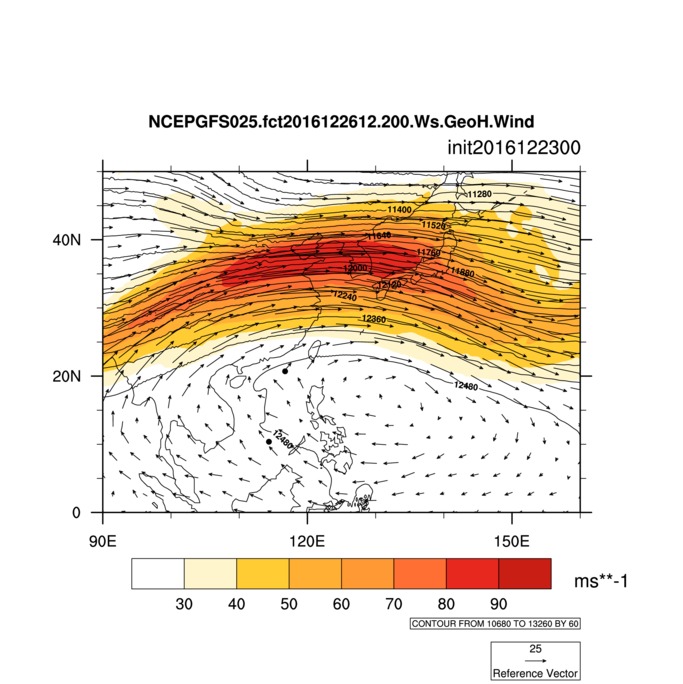 NCEPGFS025.fct2016122612.200.Ws.GeoH.Wind
init2016122300
11280
11400
11520
11640
11760
11880
12000
12120
12240
12360
12480
12480
40N
20N
0
90E 120E 150E
ms**-1
30 40 50 60 70 80 90
CONTOUR FROM 10680 TO 13260 BY 60
25
Reference Vector